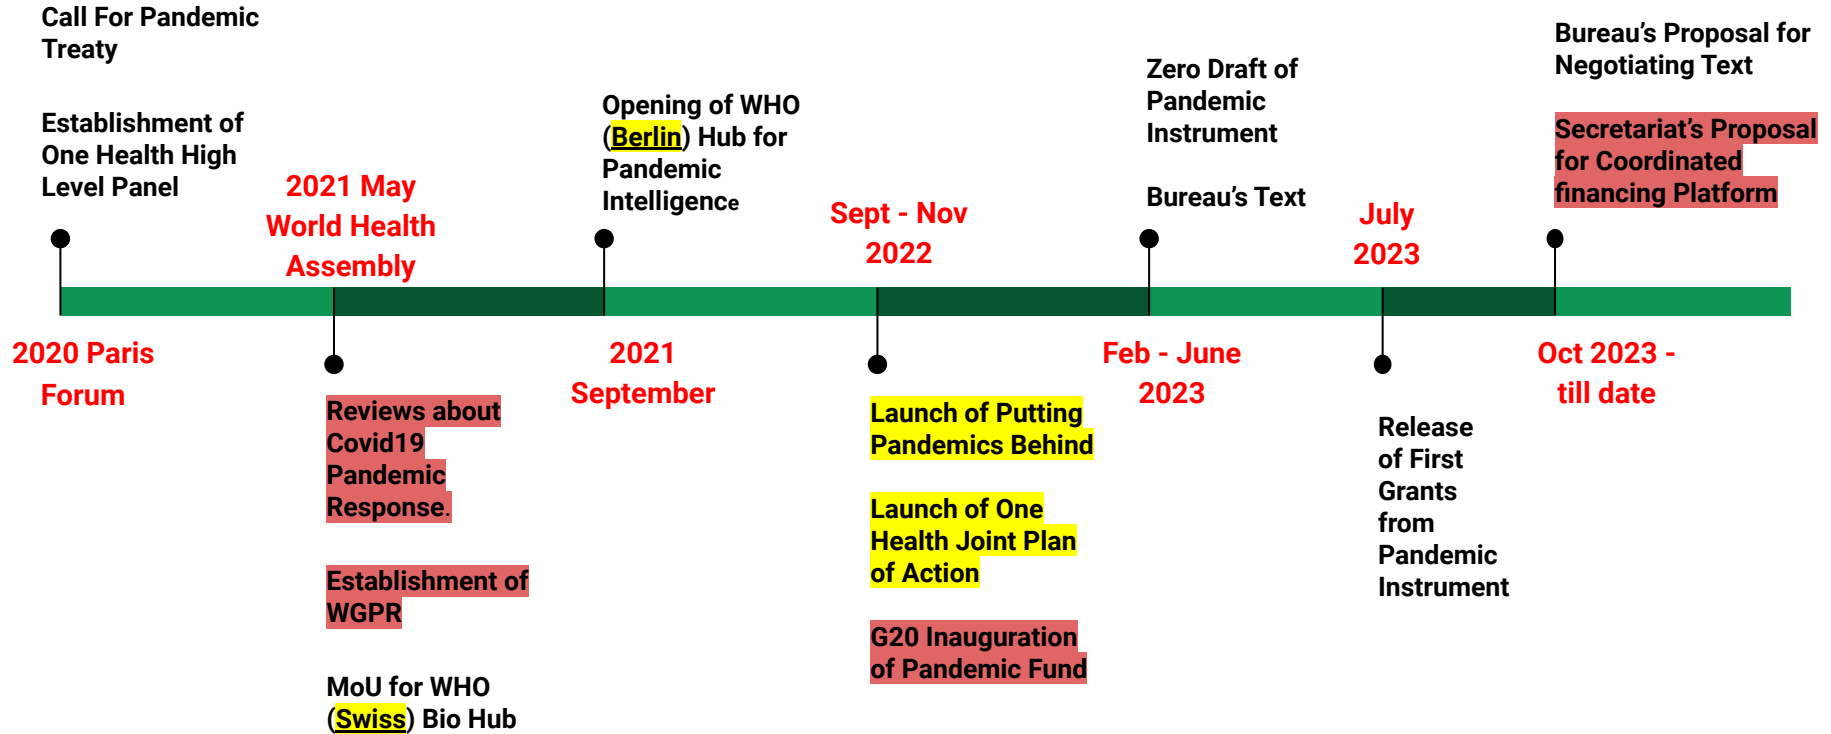 Call For Pandemic
Treaty
Establishment of
One Health High
Level Panel
2020 Paris
Forum
2021 May
World Health
Assembly
Reviews about
Covid19
Pandemic
Response.
Establishment of
WGPR
MoU for WHO
(Swiss) Bio Hub
Opening of WHO
(Berlin) Hub for
Pandemic
Intelligence
2021
September
Sept - Nov
2022
Launch of Putting
Pandemics Behind
Launch of One
Health Joint Plan
of Action
G20 Inauguration
of Pandemic Fund
Zero Draft of
Pandemic
Instrument
Bureau’s Text
Feb - June
2023
July
2023
Release
of First
Grants
from
Pandemic
Instrument
Bureau’s Proposal for
Negotiating Text
Secretariat’s Proposal
for Coordinated
financing Platform
Oct 2023 -
till date